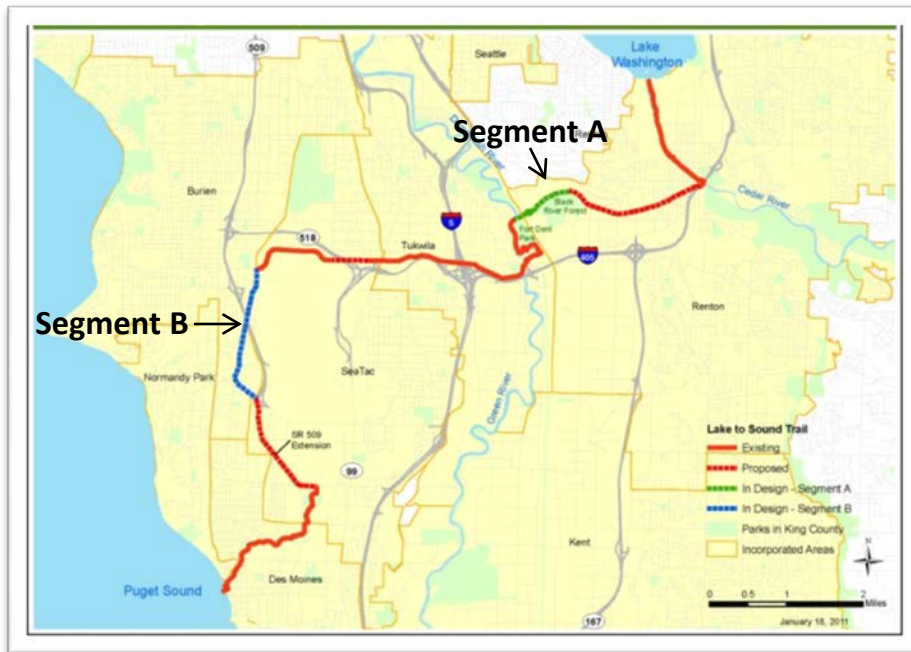 509
Seattle
Lake
Washington
Segment A
Burien
Black
River Forest
Fort Dent
Park
Cedar River
5
518
Tukwila
405
Segment B
Renton
Normandy Park
SeaTac
Green River
SR 509
Extension
99
Lake to Sound Trail
Existing
Proposed
In Design - Segment A
In Design - Segment B
Parks in King County
Incorporated Areas
N
Kent
Puget Sound
Des Moines
0 0.5 1 2
Miles
167
January 18, 2011